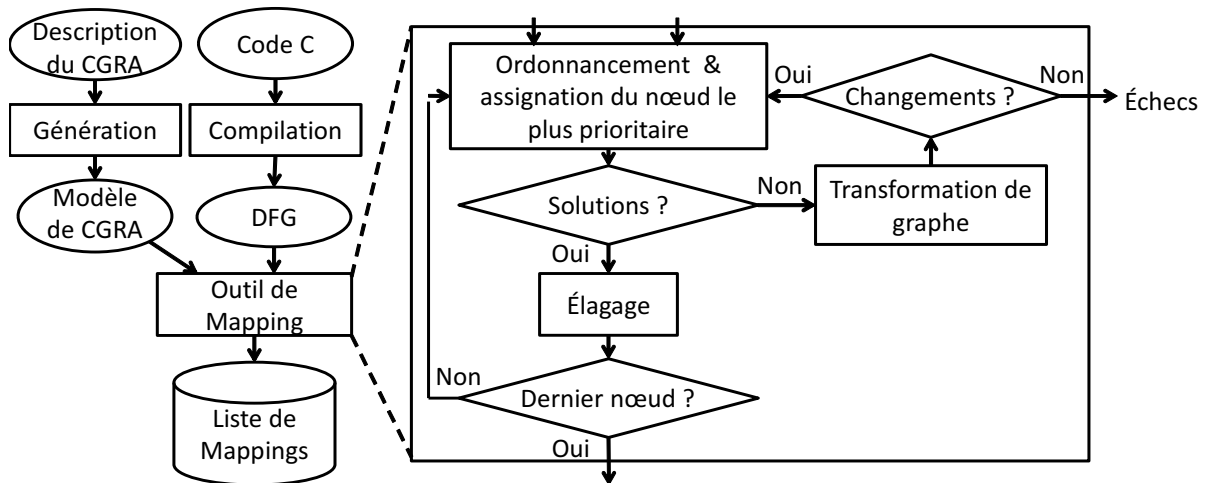 Description
du CGRA
Code C
Génération
Compilation
Modèle
de CGRA
DFG
Outil de
Mapping
Liste de
Mappings
Ordonnancement &
assignation du nœud le
plus prioritaire
Oui
Changements ?
Non
Échecs
Solutions ?
Non
Transformation de
graphe
Oui
Élagage
Non
Dernier nœud ?
Oui